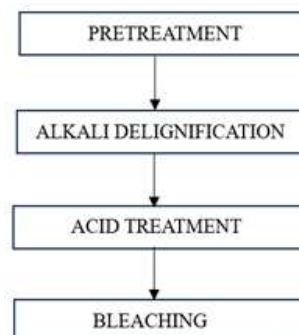 PRETREATMENT
ALKALI DELIGNIFICATION
ACID TREATMENT
BLEACHING